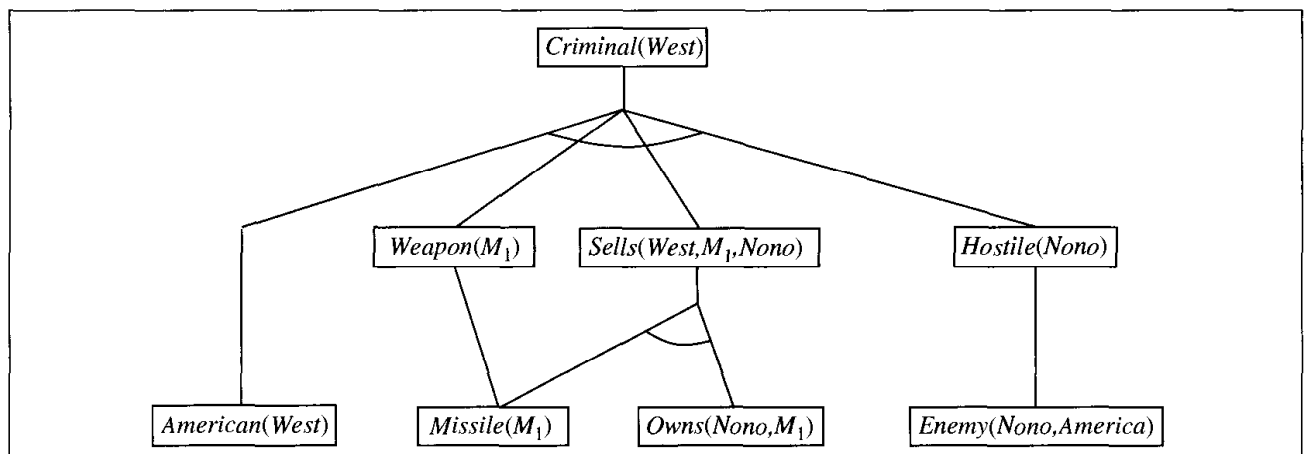 Criminal(West)
Weapon(M1) Sells(West,M1,Nono) Hostile(Nono)
American(West) Missile(M1) Owns(Nono,M1) Enemy(Nono,America)